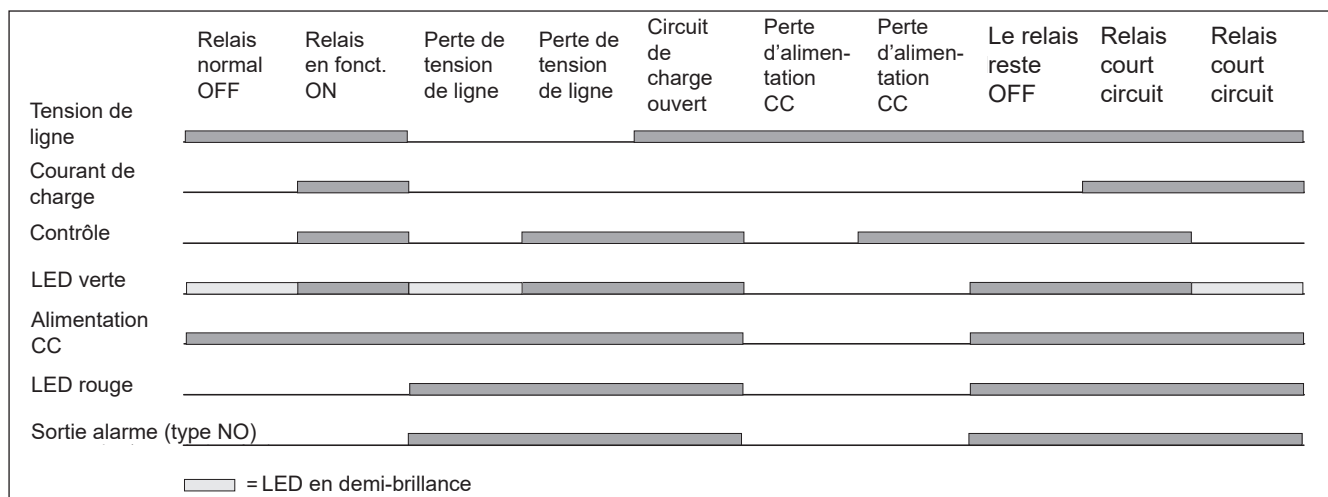 Relais
normal
OFF
Relais
en fonct.
ON
Perte de
tension
de ligne
Perte de
tension
de ligne
Circuit
de
charge
ouvert
Perte
d’alimen-
tation
CC
Perte
d’alimen-
tation
CC
Le relais
reste
OFF
Relais
court
circuit
Relais
court
circuit
Tension de
ligne
Courant de
charge
Contrôle
LED verte
Alimentation
CC
LED rouge
Sortie alarme (type NO)
= LED en demi-brillance